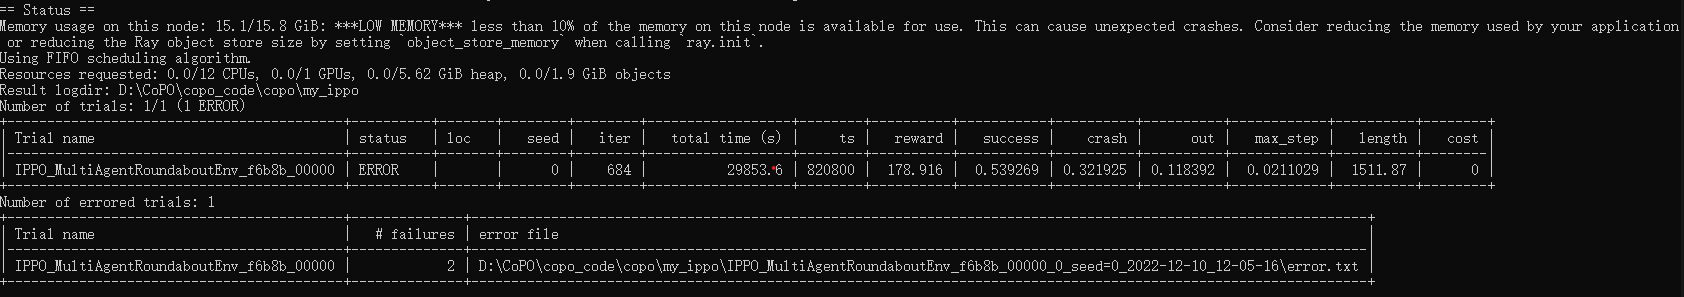 == Status ==
Memory usage on this node: 15.1/15.8 GiB: ***LOW MEMORY*** less than 10% of the memory on this node is available for use. This can cause unexpected crashes. Consider reducing the memory used by your application
or reducing the Ray object store size by setting `object_store_memory` when calling `ray.init`.
Using FIFO scheduling algorithm.
Resources requested: 0.0/12 CPUs, 0.0/1 GPUs, 0.0/5.62 GiB heap, 0.0/1.9 GiB objects
Result logdir: D:\CoPO\copo_code\copo\my_ippo
Number of trials: 1/1 (1 ERROR)
| Trial name | status | loc | seed | iter | total time (s) | ts | reward | success | crash | out | max_step | length | cost |
| IPPO_MultiAgentRoundaboutEnv_f6b8b_00000 | ERROR | | 0 | 684 | 29853.6 | 820800 | 178.916 | 0.539269 | 0.321925 | 0.118392 | 0.0211029 | 1511.87 | 0 |
Number of errored trials: 1
| Trial name | # failures | error file |
| IPPO_MultiAgentRoundaboutEnv_f6b8b_00000 | 2 | D:\CoPO\copo_code\copo\my_ippo\IPPO_MultiAgentRoundaboutEnv_f6b8b_00000_0_seed=0_2022-12-10_12-05-16\error.txt |